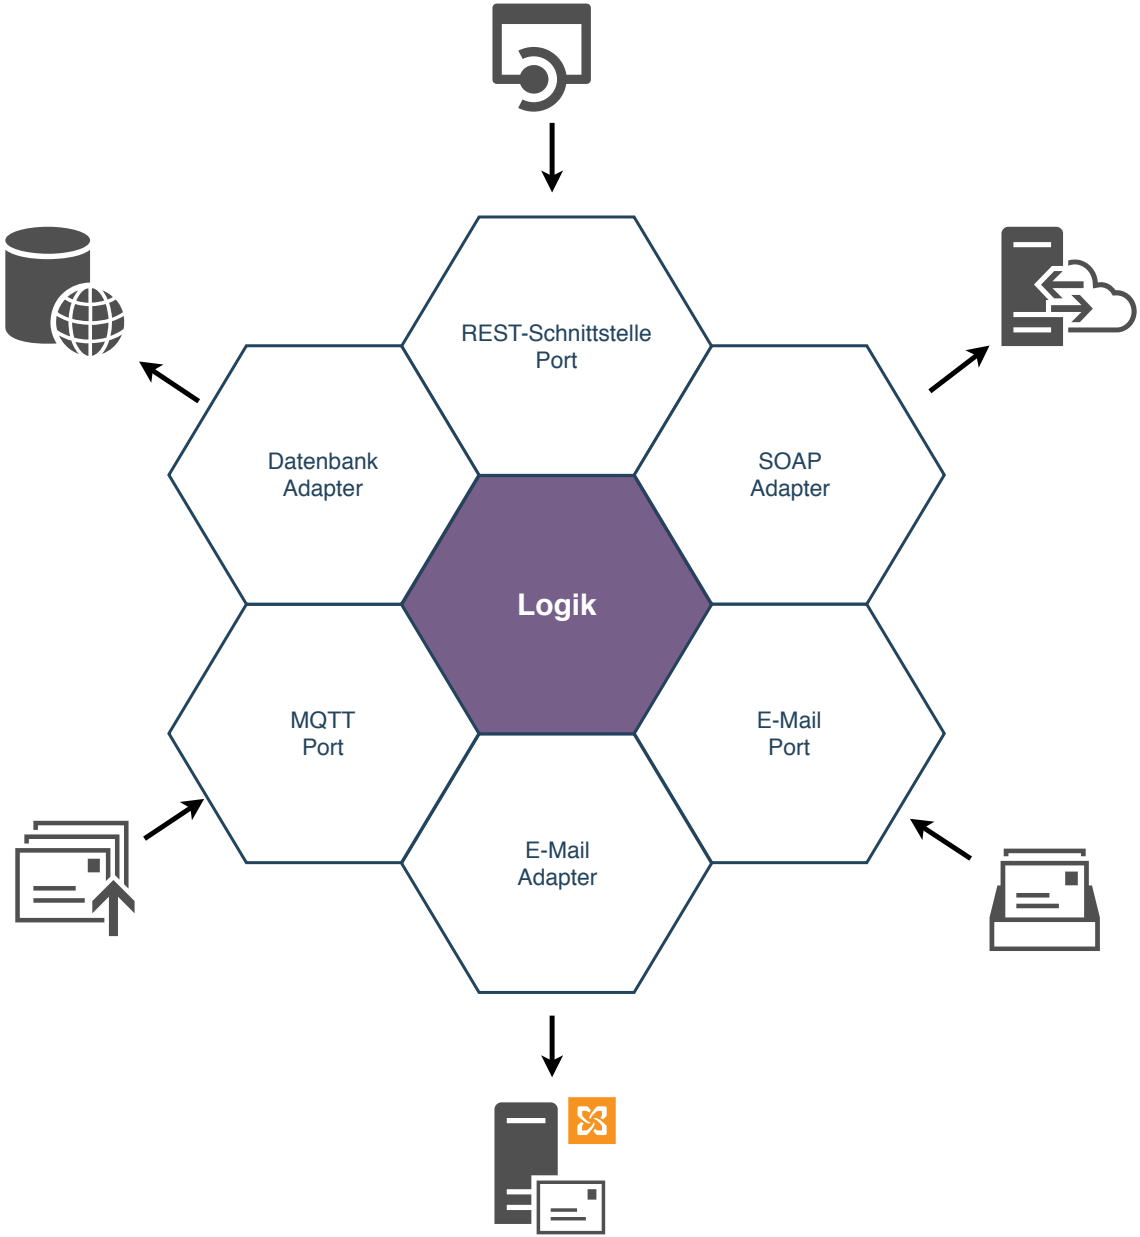 REST-Schnittstelle
Port
Datenbank
Adapter
SOAP
Adapter
Logik
MQTT
Port
E-Mail
Port
E-Mail
Adapter